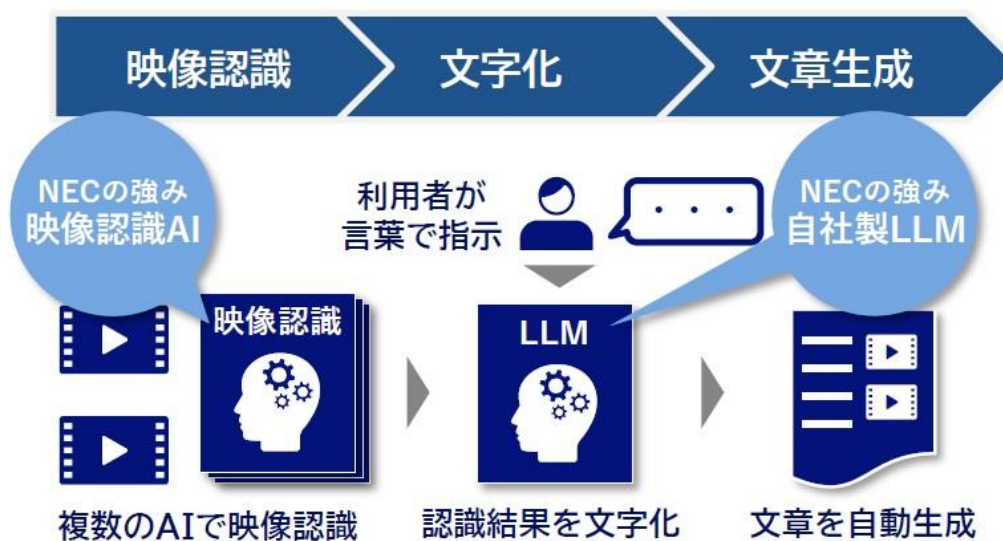 映像認識
文字化
文章生成
NECの強み
映像認識AI
利用者が
言葉で指示
・・・
NECの強み
自社製LLM
映像認識
LLM
複数のAIで映像認識
認識結果を文字化
文章を自動生成